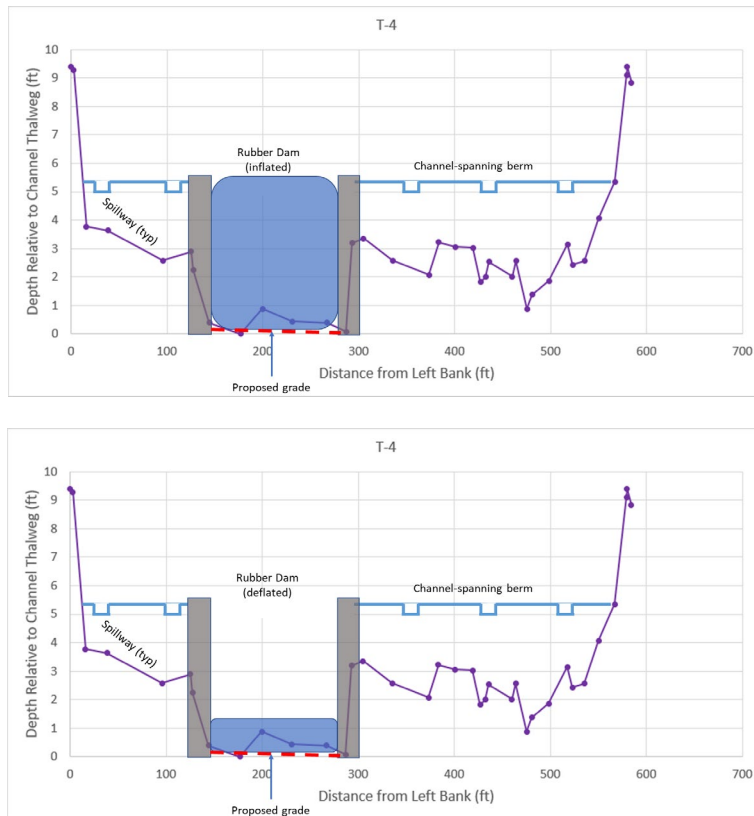 T-4
Depth Relative to Channel Thalweg (ft)
10
9
8
7
6
5
4
3
2
1
0
Rubber Dam
(inflated)
Channel-spanning berm
Spillway (typ)
0 100 200 300 400 500 600 700
Distance from Left Bank (ft)
Proposed grade
T-4
Depth Relative to Channel Thalweg (ft)
10
9
8
7
6
5
4
3
2
1
0
Rubber Dam
(deflated)
Channel-spanning berm
Spillway (typ)
0 100 200 300 400 500 600 700
Distance from Left Bank (ft)
Proposed grade